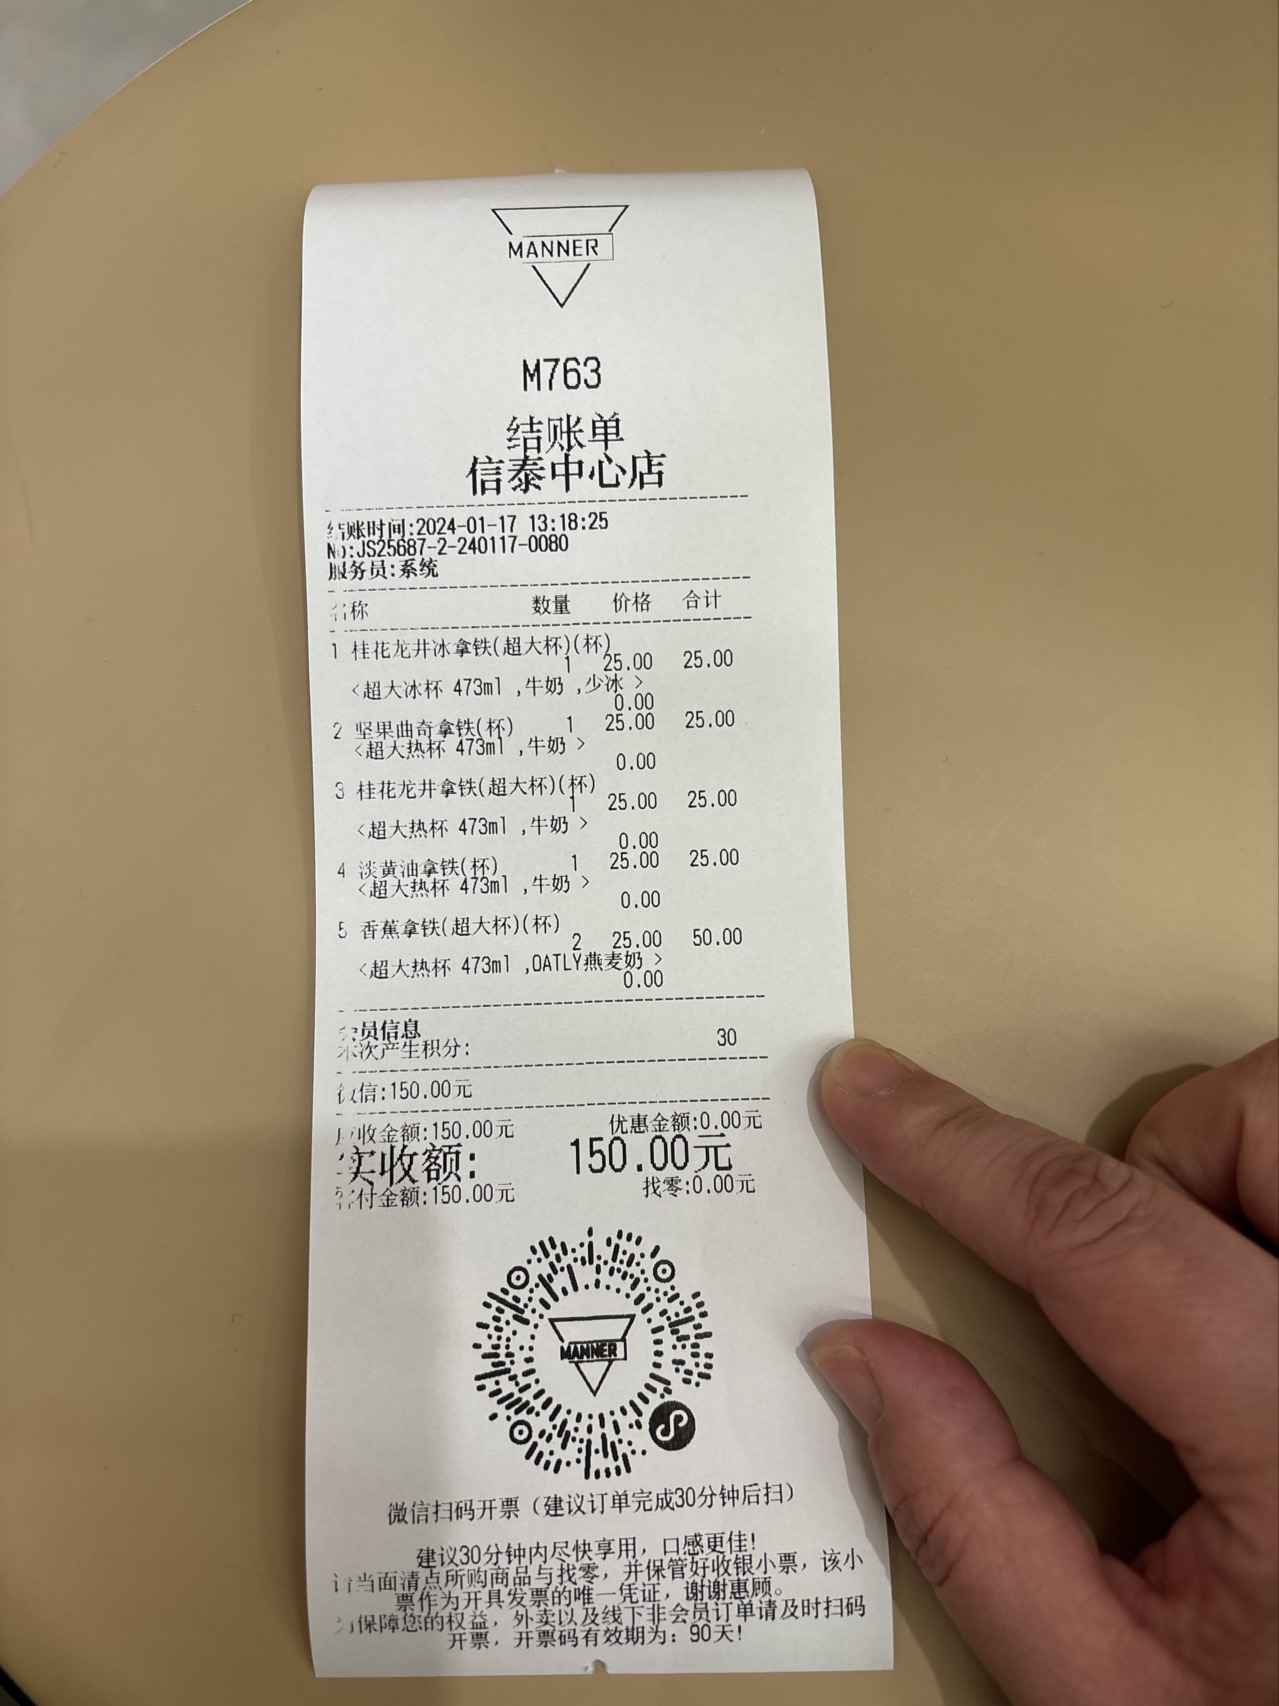 MANNER
M763
结账单
信泰中心店
结账时间:2024-01-17 13:18:25
No:JS25687-2-240117-0080
服务员:系统
名称 数量 价格 合计
1 桂花龙井冰拿铁(超大杯)(杯)
1 25.00 25.00
<超大冰杯 473ml ,牛奶 ,少冰 >
0.00
2 坚果曲奇拿铁(杯) 1 25.00 25.00
<超大热杯 473ml ,牛奶 >
0.00
3 桂花龙井拿铁(超大杯)(杯)
1 25.00 25.00
<超大热杯 473ml ,牛奶 >
0.00
4 淡黄油拿铁(杯) 1 25.00 25.00
<超大热杯 473ml ,牛奶 >
0.00
5 香蕉拿铁(超大杯)(杯)
2 25.00 50.00
<超大热杯 473ml ,OATLY燕麦奶 >
0.00
会员信息
本次产生积分: 30
微信:150.00元
应收金额:150.00元 优惠金额:0.00元
实收额: 150.00元
客付金额:150.00元 找零:0.00元
MANNER
微信扫码开票（建议订单完成30分钟后扫）
建议30分钟内尽快享用，口感更佳!
请当面清点所购商品与找零，并保管好收银小票，该小
票作为开具发票的唯一凭证，谢谢惠顾。
为保障您的权益，外卖以及线下非会员订单请及时扫码
开票，开票码有效期为：90天!